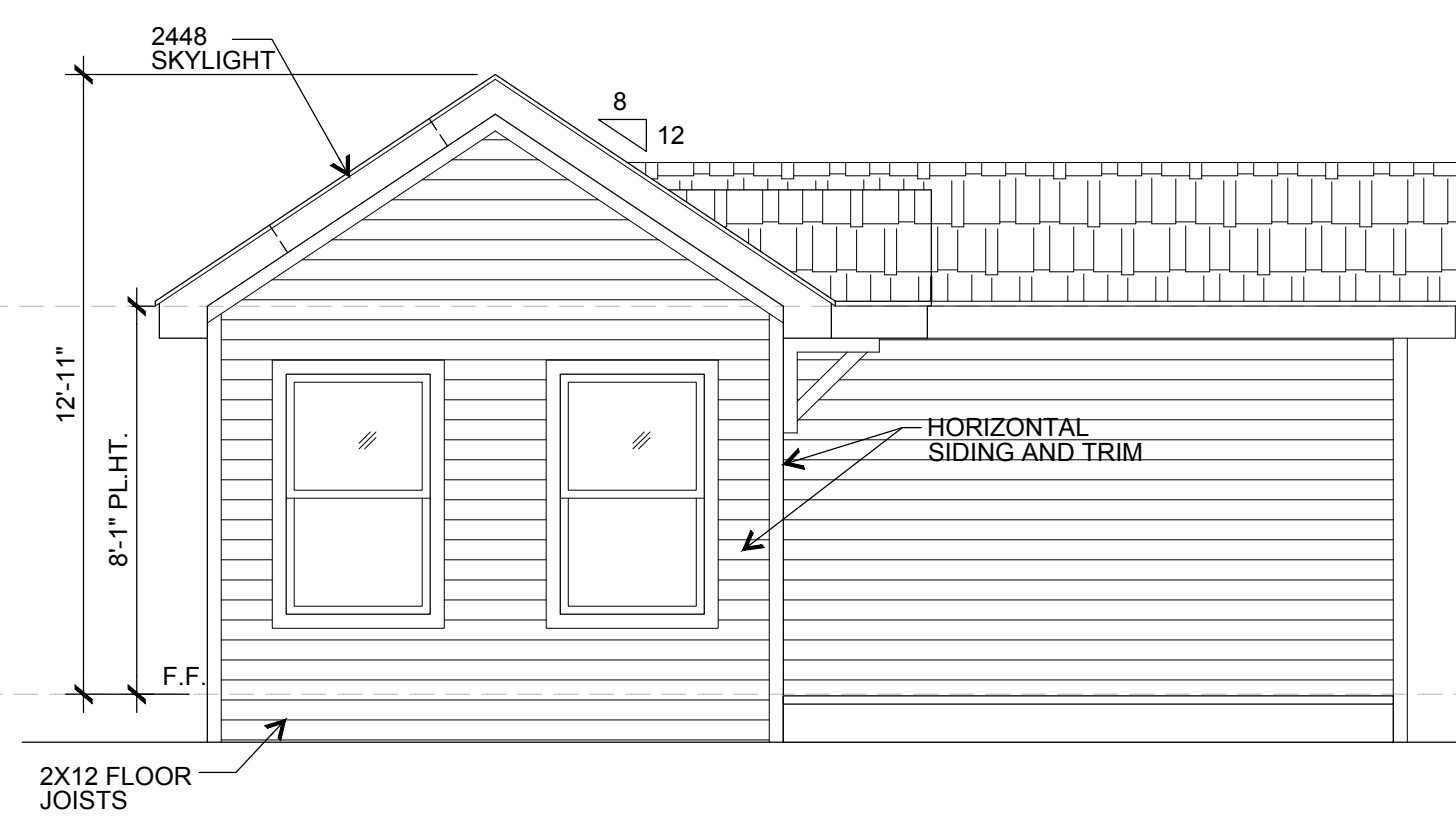 2448
SKYLIGHT
8
12
12'-11"
8'-1" PL.HT.
HORIZONTAL
SIDING AND TRIM
F.F.
2X12 FLOOR
JOISTS